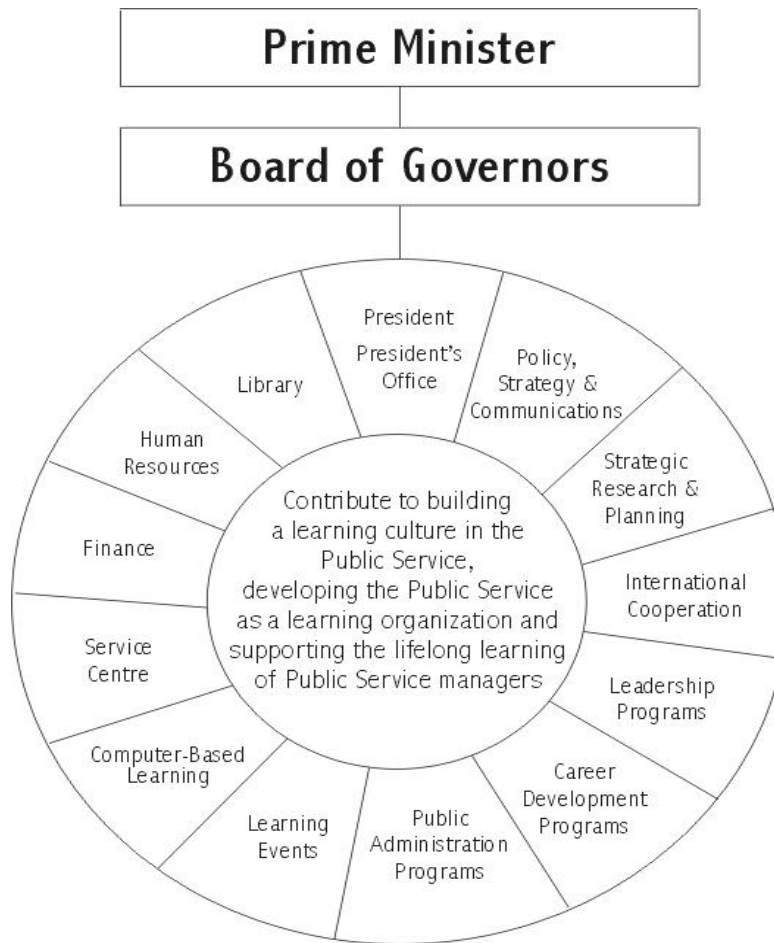 Prime Minister
Board of Governors
President
President's
Office
Policy,
Strategy &
Communications
Strategic
Research &
Planning
International
Cooperation
Leadership
Programs
Career
Development
Programs
Public
Administration
Programs
Learning
Events
Computer-Based
Learning
Service
Centre
Finance
Human
Resources
Library
Contribute to building
a learning culture in the
Public Service,
developing the Public Service
as a learning organization and
supporting the lifelong learning
of Public Service managers